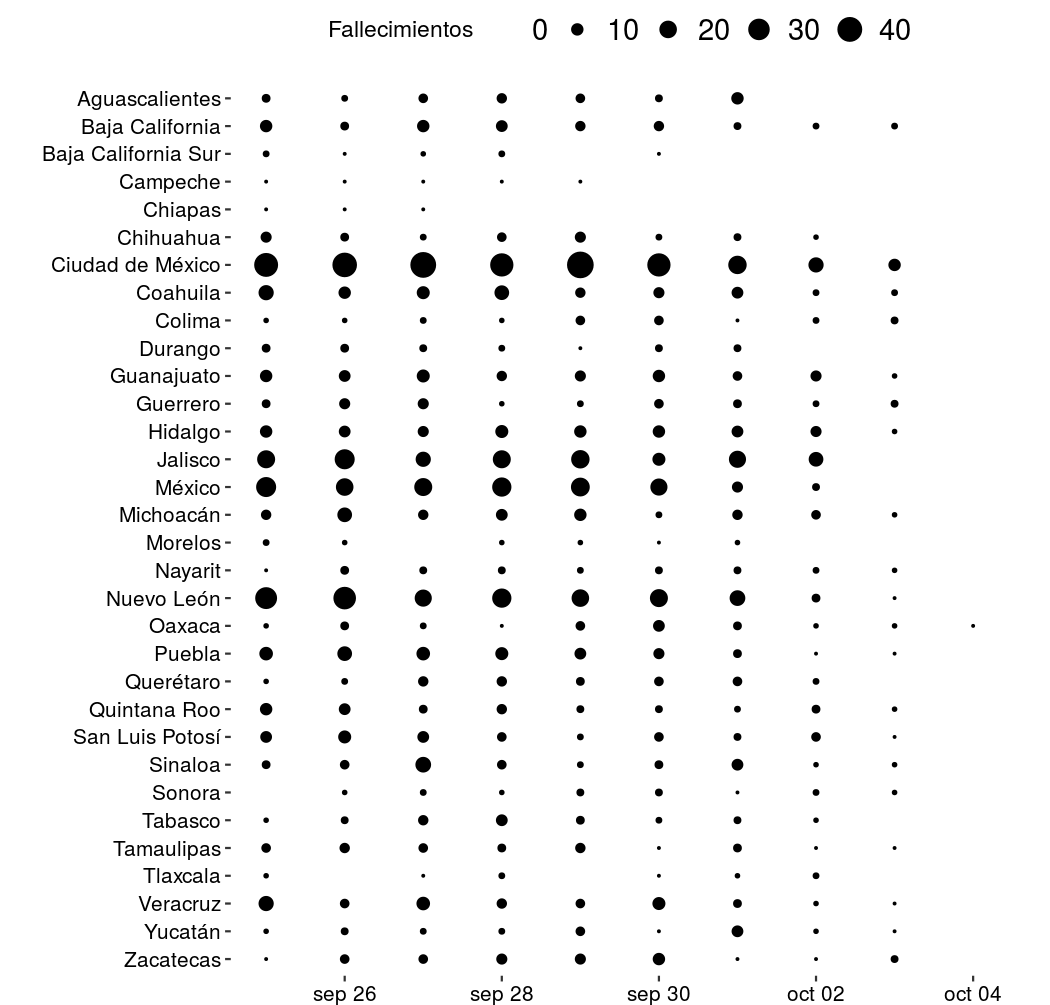 Fallecimientos 0 10 20 30 40
Aguascalientes
Baja California
Baja California Sur
Campeche
Chiapas
Chihuahua
Ciudad de México
Coahuila
Colima
Durango
Guanajuato
Guerrero
Hidalgo
Jalisco
México
Michoacán
Morelos
Nayarit
Nuevo León
Oaxaca
Puebla
Querétaro
Quintana Roo
San Luis Potosí
Sinaloa
Sonora
Tabasco
Tamaulipas
Tlaxcala
Veracruz
Yucatán
Zacatecas
sep 26 sep 28 sep 30 oct 02 oct 04